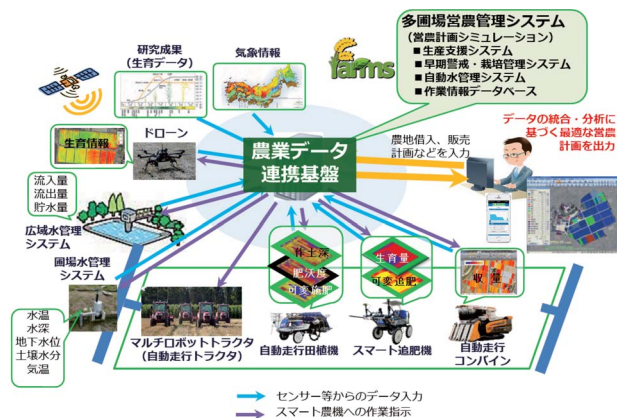 多圃場営農管理システム
（営農計画シミュレーション）
■生産支援システム
■早期警戒・栽培管理システム
■自動水管理システム
■作業情報データベース
farms
研究成果
（生育データ）
気象情報
生育情報
ドローン
農業データ
連携基盤
農地借入、販売
計画などを入力
データの統合・分析に
基づく最適な営農
計画を出力
流入量
流出量
貯水量
広域水管理
システム
圃場水管理
システム
水温
水深
地下水位
土壌水分
気温
作土深
肥沃度
可変施肥
生育量
可変追肥
収量
マルチロボットトラクタ
（自動走行トラクタ）
自動走行田植機
スマート追肥機
自動走行
コンバイン
センサー等からのデータ入力
スマート農機への作業指示